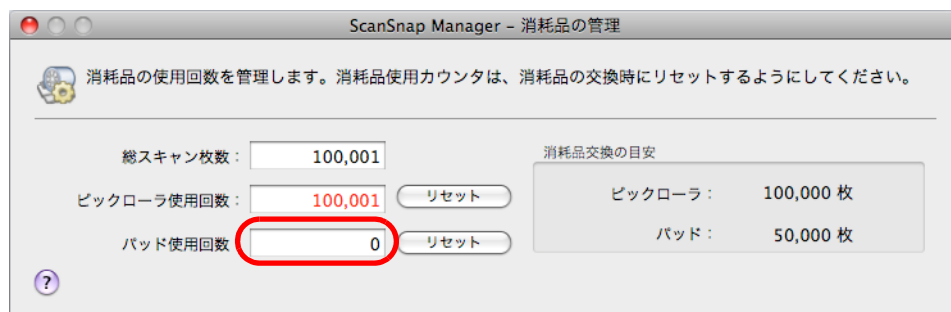 ScanSnap Manager – 消耗品の管理
消耗品の使用回数を管理します。消耗品使用カウンタは、消耗品の交換時にリセットするようにしてください。
総スキャン枚数： 100,001
ピックローラ使用回数： 100,001 リセット
パッド使用回数 0 リセット
消耗品交換の目安
ピックローラ： 100,000 枚
パッド： 50,000 枚
?